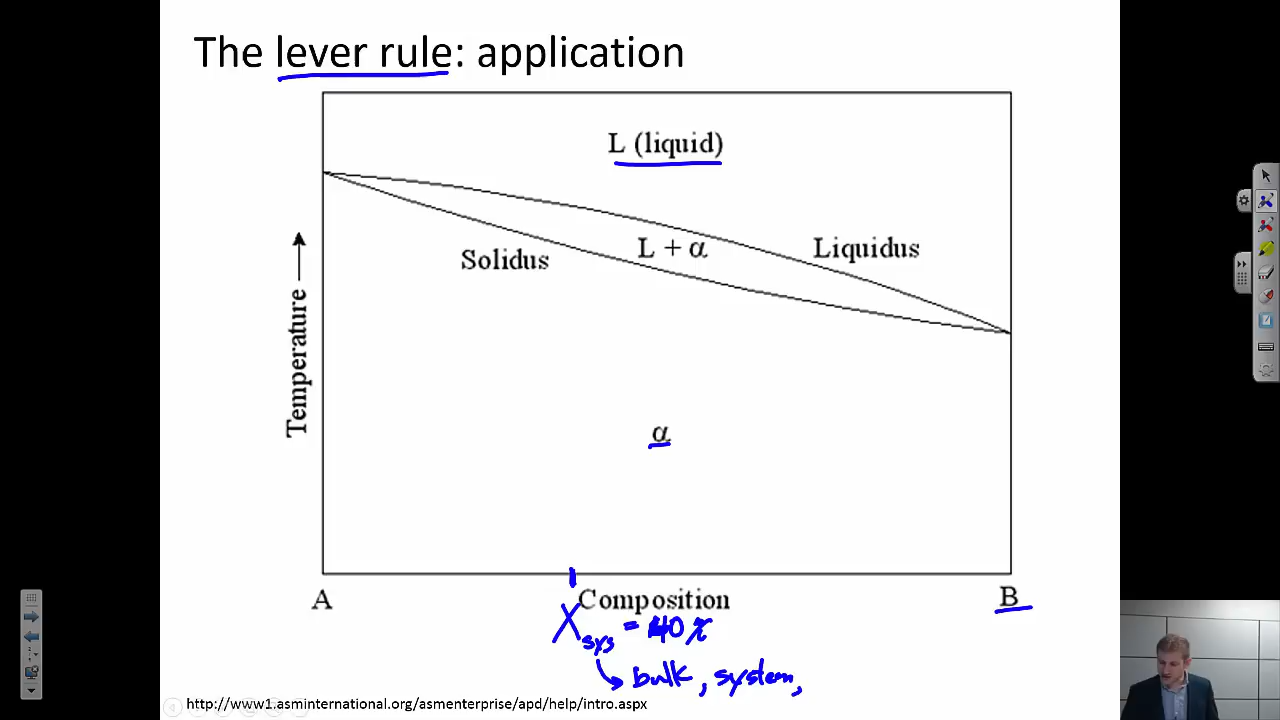 The lever rule: application
L (liquid)
L + α
Liquidus
Solidus
Temperature
α
A
Composition
B
X sys = 40%
bulk, system,
http://www1.asminternational.org/asmenterprise/apd/help/intro.aspx